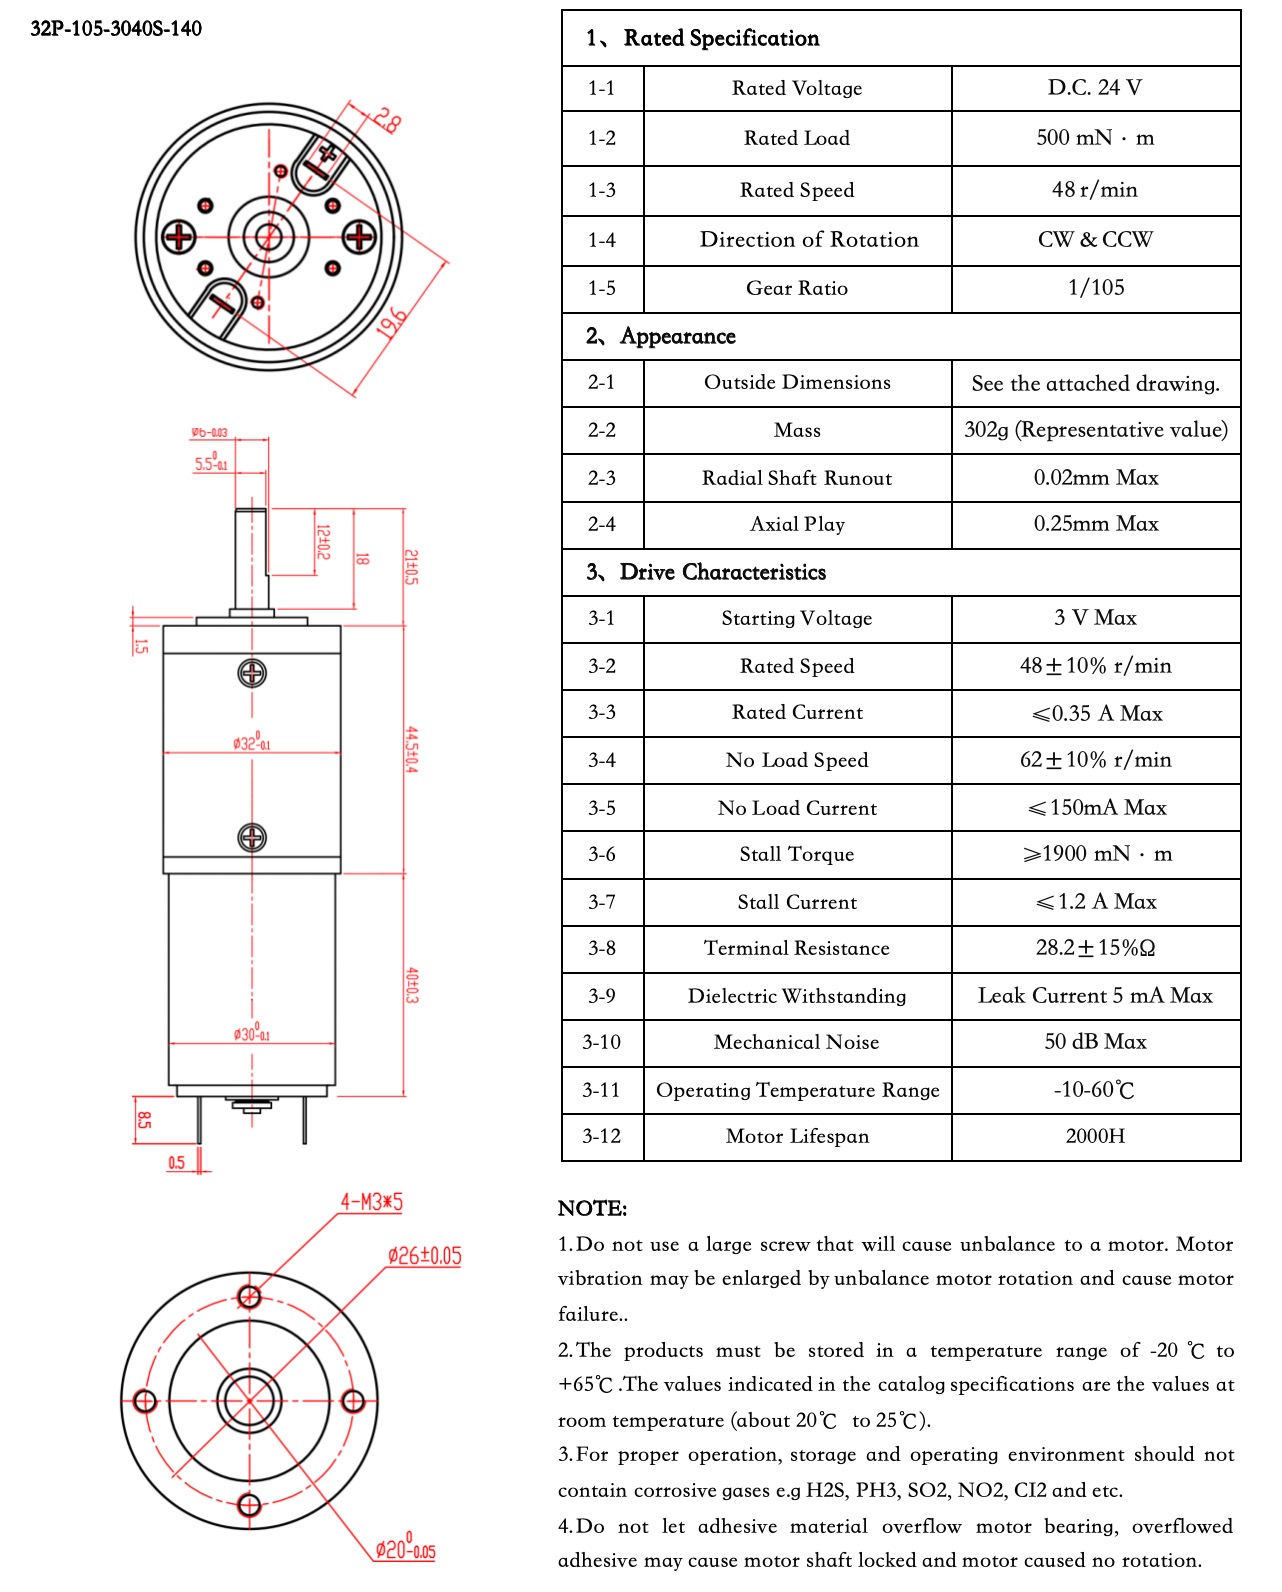 32P-105-3040S-140
2.8
19.6
ø6-0.03
5.5 0 -0.1
12±0.2
18
21±0.5
1.5
ø32 0 -0.1
44.5±0.4
40±0.3
ø30 0 -0.1
8.5
0.5
4-M3*5
ø26±0.05
ø20 0 -0.05
1、Rated Specification
1-1 Rated Voltage D.C. 24 V
1-2 Rated Load 500 mN · m
1-3 Rated Speed 48 r/min
1-4 Direction of Rotation CW & CCW
1-5 Gear Ratio 1/105
2、Appearance
2-1 Outside Dimensions See the attached drawing.
2-2 Mass 302g (Representative value)
2-3 Radial Shaft Runout 0.02mm Max
2-4 Axial Play 0.25mm Max
3、Drive Characteristics
3-1 Starting Voltage 3 V Max
3-2 Rated Speed 48±10% r/min
3-3 Rated Current ⩽0.35 A Max
3-4 No Load Speed 62±10% r/min
3-5 No Load Current ⩽150mA Max
3-6 Stall Torque ⩾1900 mN · m
3-7 Stall Current ⩽1.2 A Max
3-8 Terminal Resistance 28.2±15%Ω
3-9 Dielectric Withstanding Leak Current 5 mA Max
3-10 Mechanical Noise 50 dB Max
3-11 Operating Temperature Range -10-60℃
3-12 Motor Lifespan 2000H
NOTE:
1.Do not use a large screw that will cause unbalance to a motor. Motor
vibration may be enlarged by unbalance motor rotation and cause motor
failure..
2.The products must be stored in a temperature range of -20 ℃ to
+65℃ .The values indicated in the catalog specifications are the values at
room temperature (about 20℃ to 25℃).
3.For proper operation, storage and operating environment should not
contain corrosive gases e.g H2S, PH3, SO2, NO2, CI2 and etc.
4.Do not let adhesive material overflow motor bearing, overflowed
adhesive may cause motor shaft locked and motor caused no rotation.